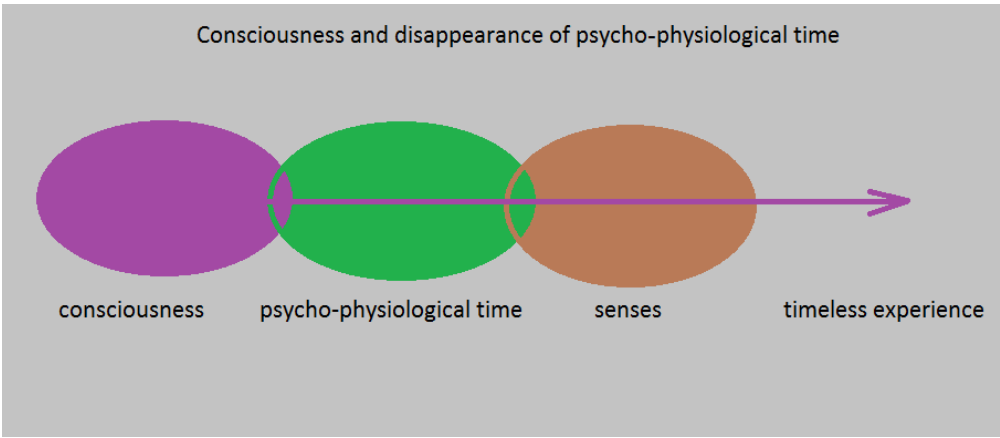 Consciousness and disappearance of psycho-physiological time
consciousness psycho-physiological time senses timeless experience